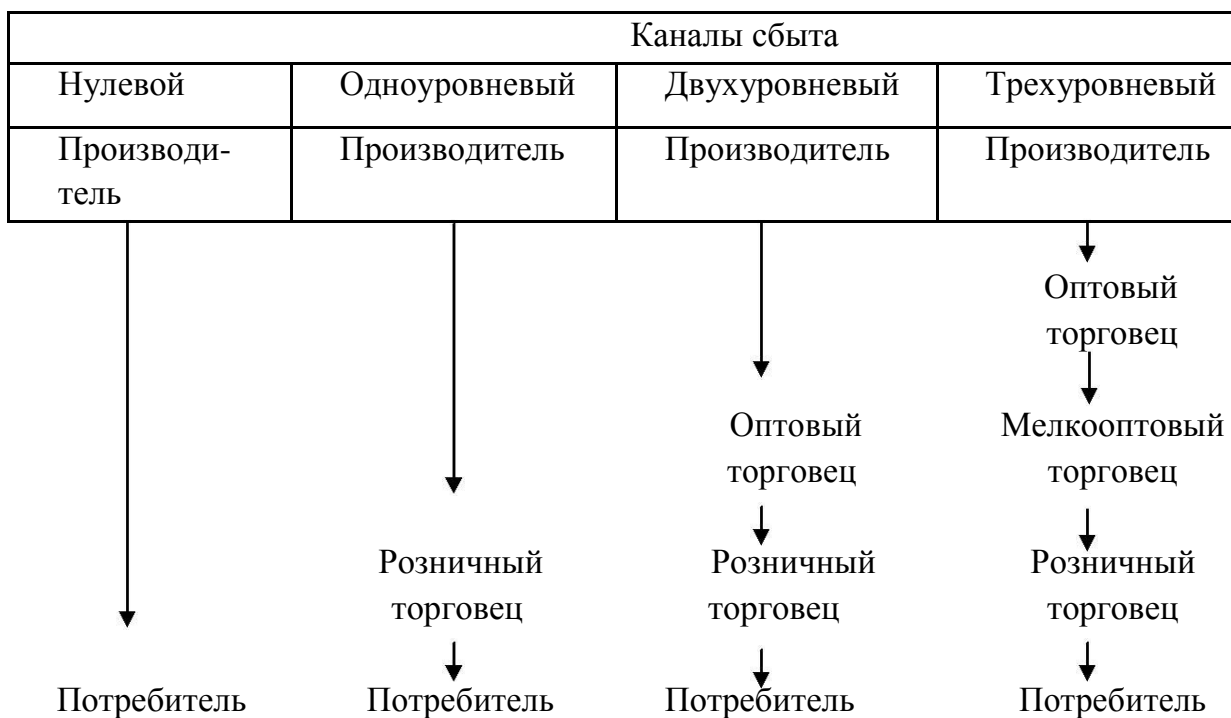 Каналы сбыта
Нулевой Одноуровневый Двухуровневый Трехуровневый
Производи-
тель
Производитель Производитель Производитель
Оптовый
торговец
Оптовый
торговец
Мелкооптовый
торговец
Розничный
торговец
Розничный
торговец
Розничный
торговец
Потребитель Потребитель Потребитель Потребитель